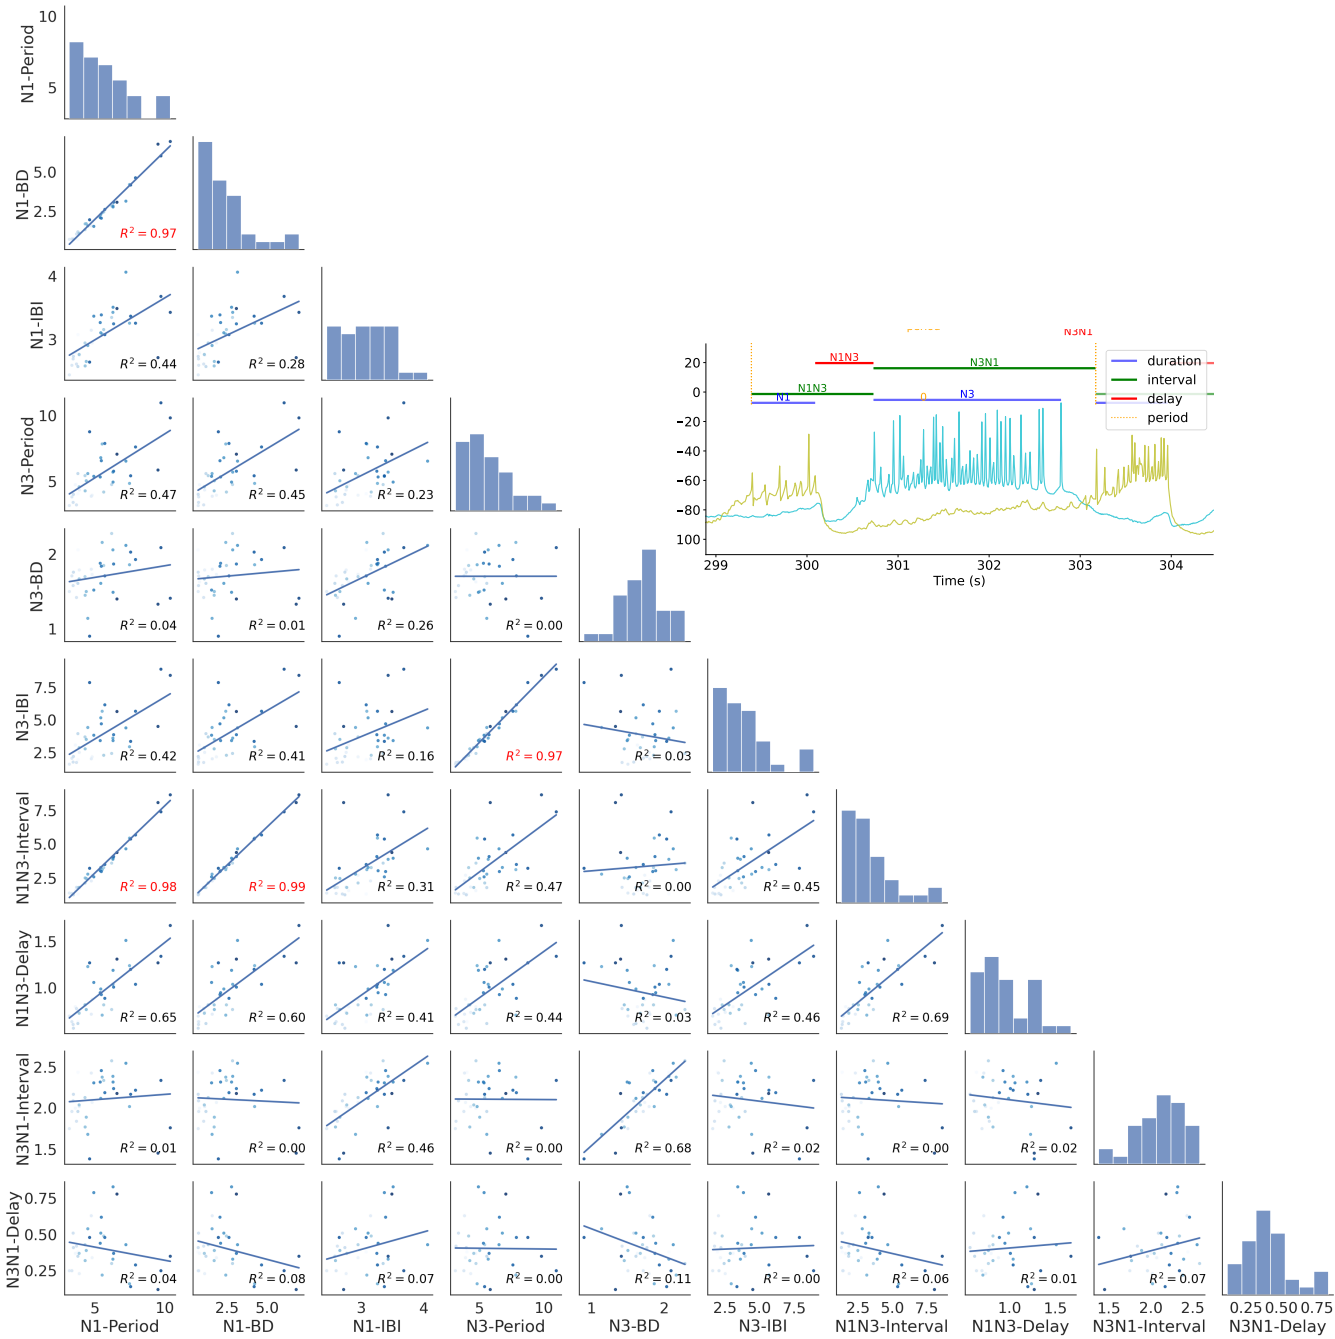 10
5
N1-Period
5.0
2.5
N1-BD
R² = 0.97
4
3
N1-IBI
R² = 0.44
R² = 0.28
N3N1
20
0
−20
−40
−60
−80
100
N1N3
N3N1
N1N3
N1
0
N3
duration
interval
delay
period
299
300
301
302
303
304
Time (s)
10
5
N3-Period
R² = 0.47
R² = 0.45
R² = 0.23
2
1
N3-BD
R² = 0.04
R² = 0.01
R² = 0.26
R² = 0.00
7.5
5.0
2.5
N3-IBI
R² = 0.42
R² = 0.41
R² = 0.16
R² = 0.97
R² = 0.03
7.5
5.0
2.5
N1N3-Interval
R² = 0.98
R² = 0.99
R² = 0.31
R² = 0.47
R² = 0.00
R² = 0.45
1.5
1.0
N1N3-Delay
R² = 0.65
R² = 0.60
R² = 0.41
R² = 0.44
R² = 0.03
R² = 0.46
R² = 0.69
2.5
2.0
1.5
N3N1-Interval
R² = 0.01
R² = 0.00
R² = 0.46
R² = 0.00
R² = 0.68
R² = 0.02
R² = 0.00
R² = 0.02
0.75
0.50
0.25
N3N1-Delay
R² = 0.04
R² = 0.08
R² = 0.07
R² = 0.00
R² = 0.11
R² = 0.00
R² = 0.06
R² = 0.01
R² = 0.07
5 10
2.5 5.0
3 4
5 10
1 2
2.5 5.0 7.5
2.5 5.0 7.5
1.0 1.5
1.5 2.0 2.5
0.25 0.50 0.75
N1-Period
N1-BD
N1-IBI
N3-Period
N3-BD
N3-IBI
N1N3-Interval
N1N3-Delay
N3N1-Interval
N3N1-Delay